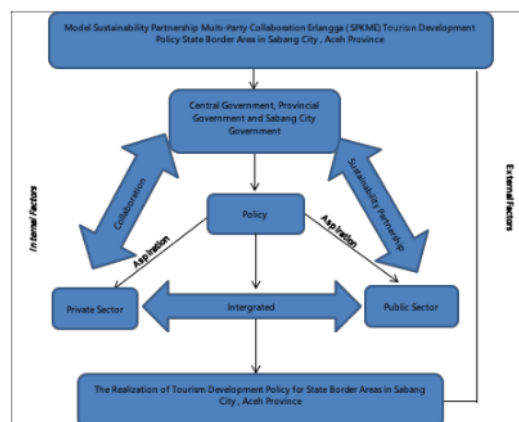 Model Sustainability Partnership Multi-Party Collaboration Erlangga ( SPKME) Tourism Development
Policy State Border Area in Sabang City , Aceh Province
Central Government, Provincial
Government and Sabang City
Government
Internal Factors
Collaboration
Sustainability Partnership
External Factors
Policy
Aspiration
Aspiration
Private Sector
Intergrated
Public Sector
The Realization of Tourism Development Policy for State Border Areas in Sabang
City , Aceh Province